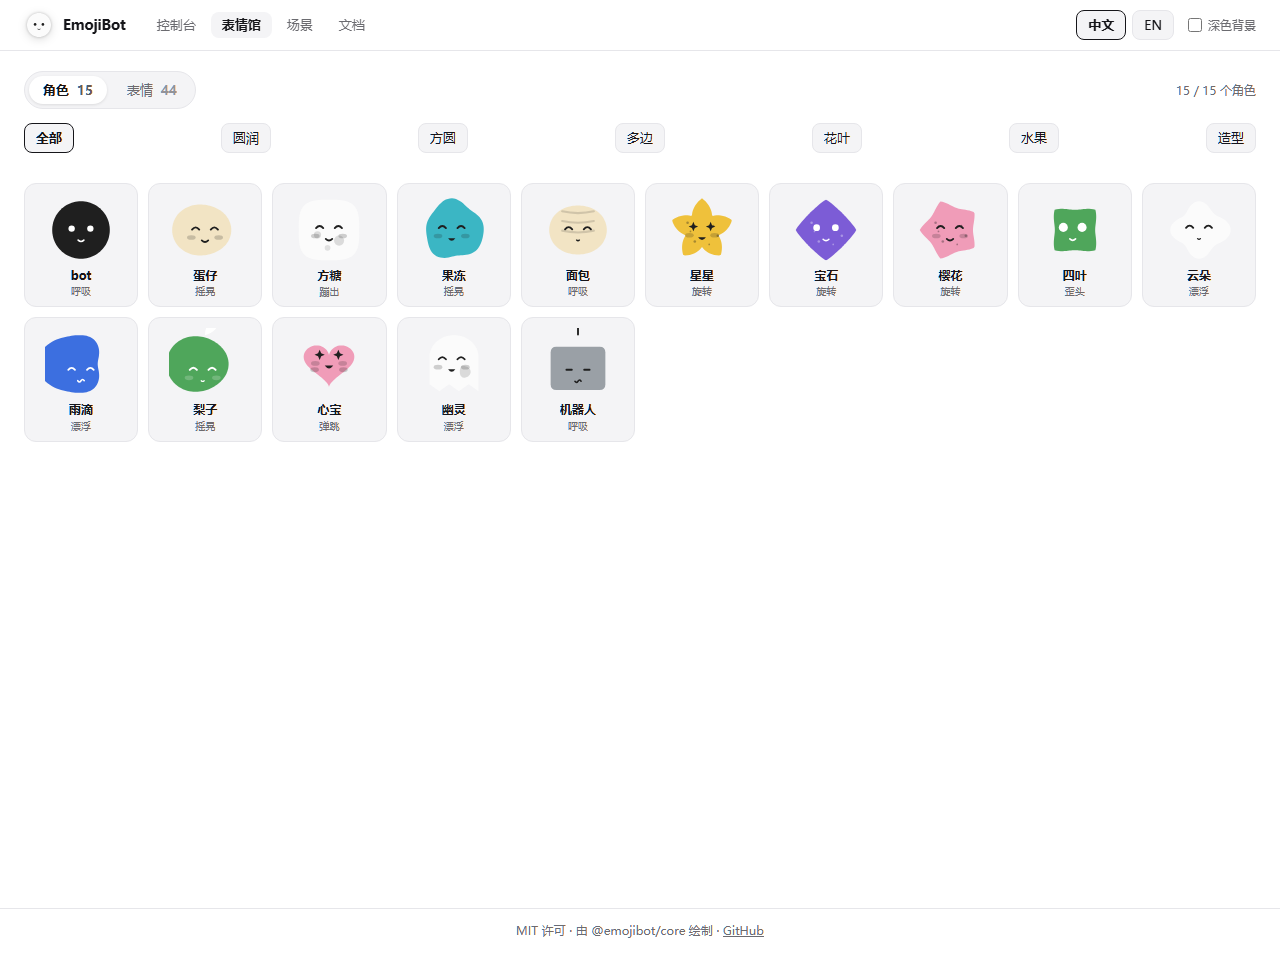 EmojiBot 控制台 表情馆 场景 文档 中文 EN 深色背景
角色 15 表情 44 15 / 15 个角色
全部 圆润 方圆 多边 花叶 水果 造型
bot 蛋仔 方糖 果冻 面包 星星 宝石 樱花 四叶 云朵
呼吸 摇晃 蹦出 摇晃 呼吸 旋转 旋转 旋转 歪头 漂浮
雨滴 梨子 心宝 幽灵 机器人
漂浮 摇晃 弹跳 漂浮 呼吸
MIT 许可 · 由 @emojibot/core 绘制 · GitHub